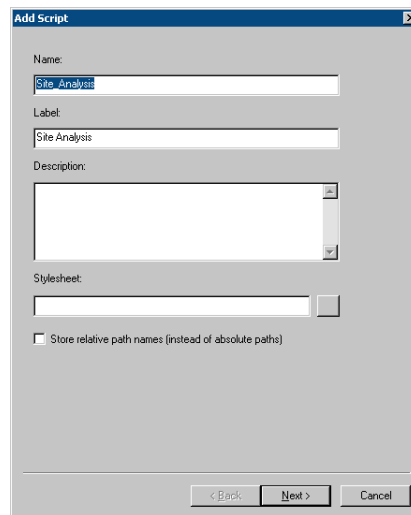 Add Script
Name:
Site_Analysis
Label:
Site Analysis
Description:
Stylesheet:
Store relative path names (instead of absolute paths)
< Back
Next >
Cancel